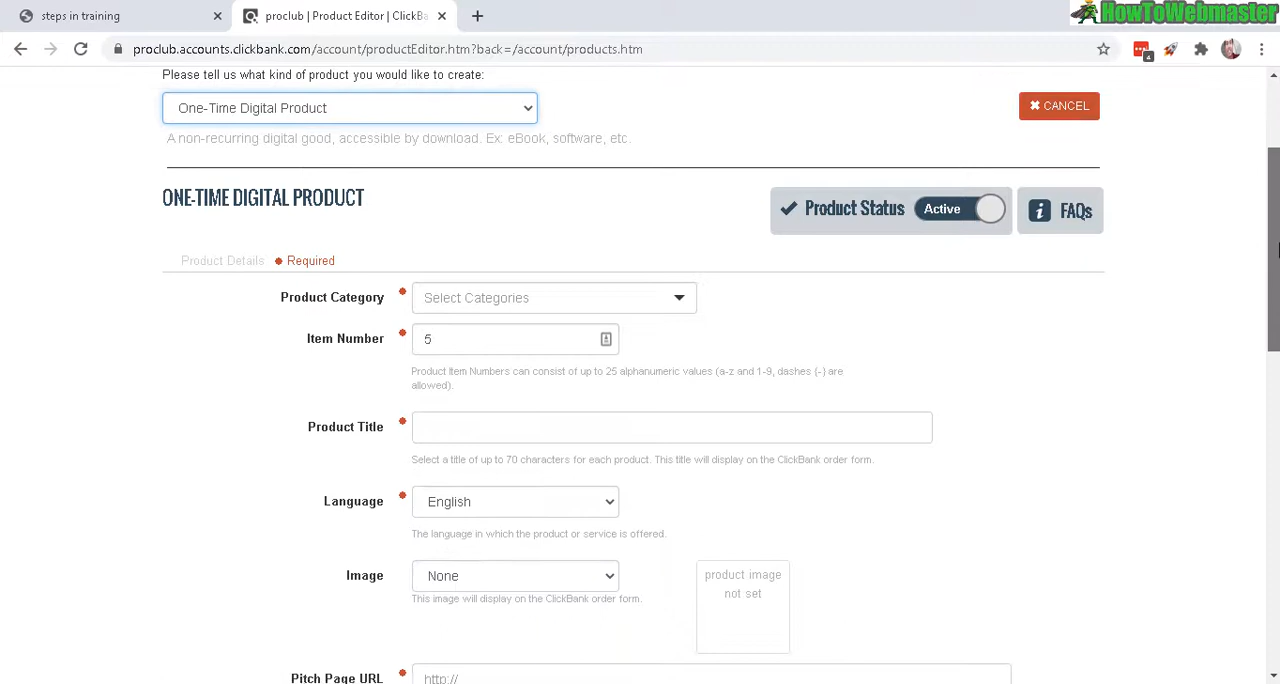 steps in training
proclub | Product Editor | ClickBa
HowToWebmaster
proclub.accounts.clickbank.com/account/productEditor.htm?back=/account/products.htm
4
Please tell us what kind of product you would like to create:
One-Time Digital Product
CANCEL
A non-recurring digital good, accessible by download. Ex: eBook, software, etc.
ONE-TIME DIGITAL PRODUCT
Product Status Active
FAQs
Product Details Required
Product Category
Select Categories
Item Number
5
Product Item Numbers can consist of up to 25 alphanumeric values (a-z and 1-9, dashes {-} are
allowed).
Product Title
Select a title of up to 70 characters for each product. This title will display on the ClickBank order form.
Language
English
The language in which the product or service is offered.
Image
None
product image
not set
This image will display on the ClickBank order form.
Pitch Page URL
http://